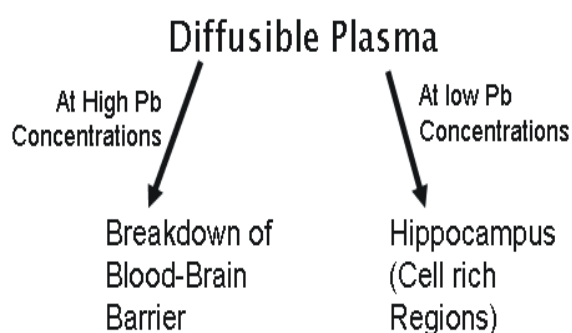 Diffusible Plasma
At High Pb
Concentrations
At low Pb
Concentrations
Breakdown of
Blood-Brain
Barrier
Hippocampus
(Cell rich
Regions)